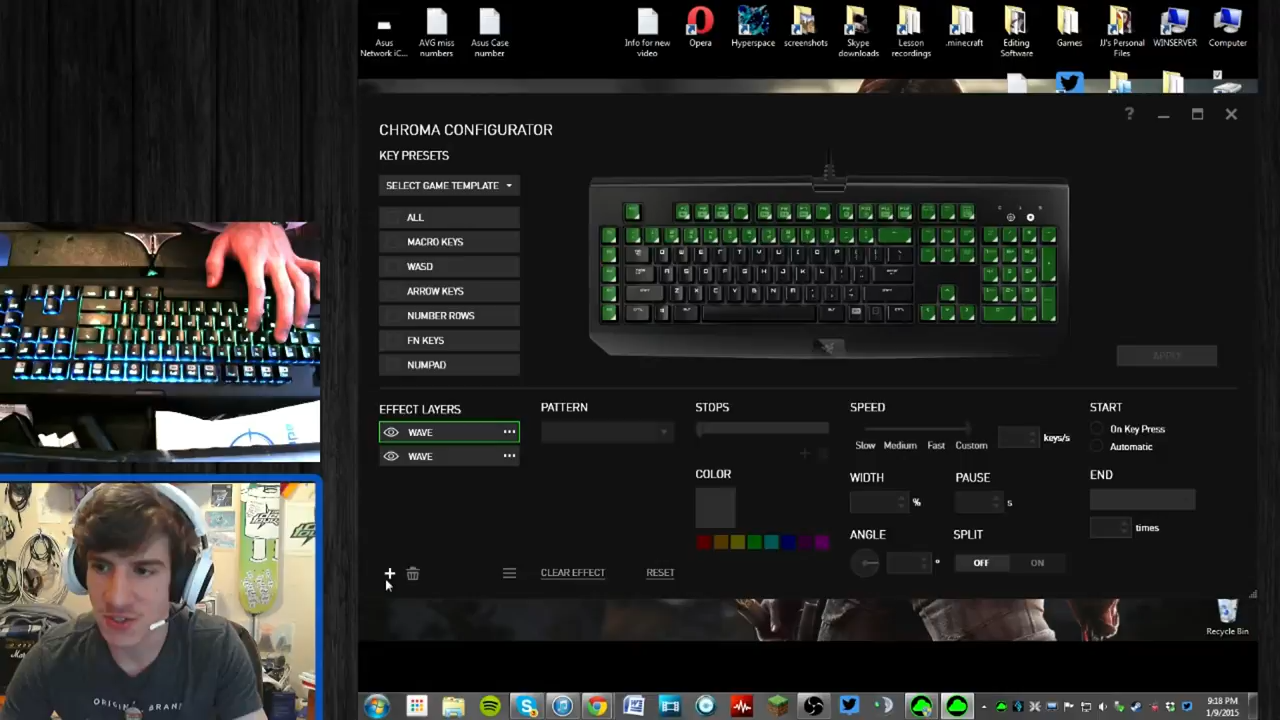 Asus
Network iC...
AVG miss
numbers
Asus Case
number
Info for new
video
Opera
Hyperspace
screenshots
Skype
downloads
Lesson
recordings
.minecraft
Editing
Software
Games
JJ's Personal
Files
WINSERVER
Computer
CHROMA CONFIGURATOR
?
KEY PRESETS
SELECT GAME TEMPLATE
ALL
MACRO KEYS
WASD
ARROW KEYS
NUMBER ROWS
FN KEYS
NUMPAD
APPLY
EFFECT LAYERS
WAVE
WAVE
PATTERN
STOPS
COLOR
SPEED
Slow Medium Fast Custom keys/s
WIDTH
%
PAUSE
s
ANGLE
°
SPLIT
OFF ON
START
On Key Press
Automatic
END
times
CLEAR EFFECT
RESET
Recycle Bin
ORIGINAL BRAND
9:18 PM
1/9/2015